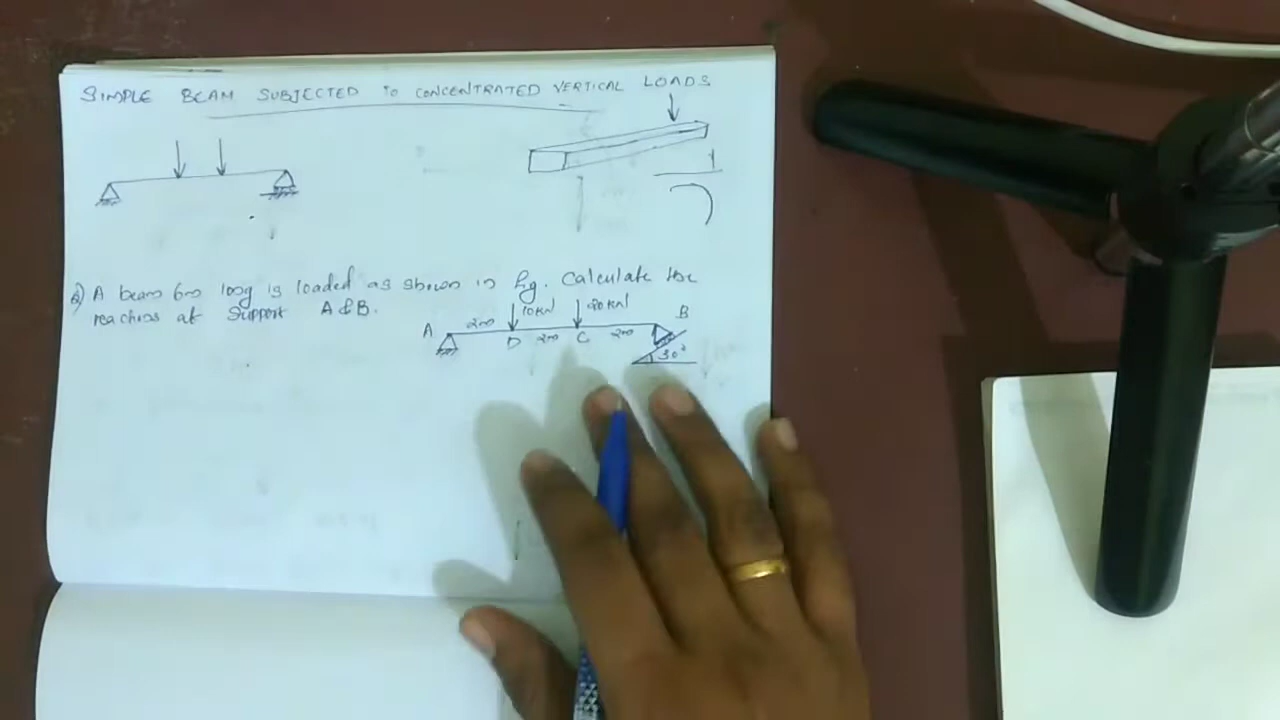 SIMPLE BEAM SUBJECTED To CONCENTRATED VERTICAL LOADS
Q) A beam 6m long is loaded as shown in fig. Calculate the
reactions at Support A & B.
10KN 20KN
A 2m D 2m C 2m B
30°